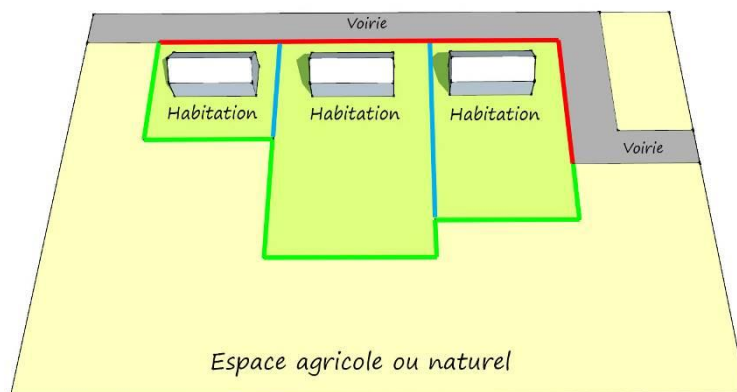 Voirie
Habitation
Habitation
Habitation
Voirie
Espace agricole ou naturel